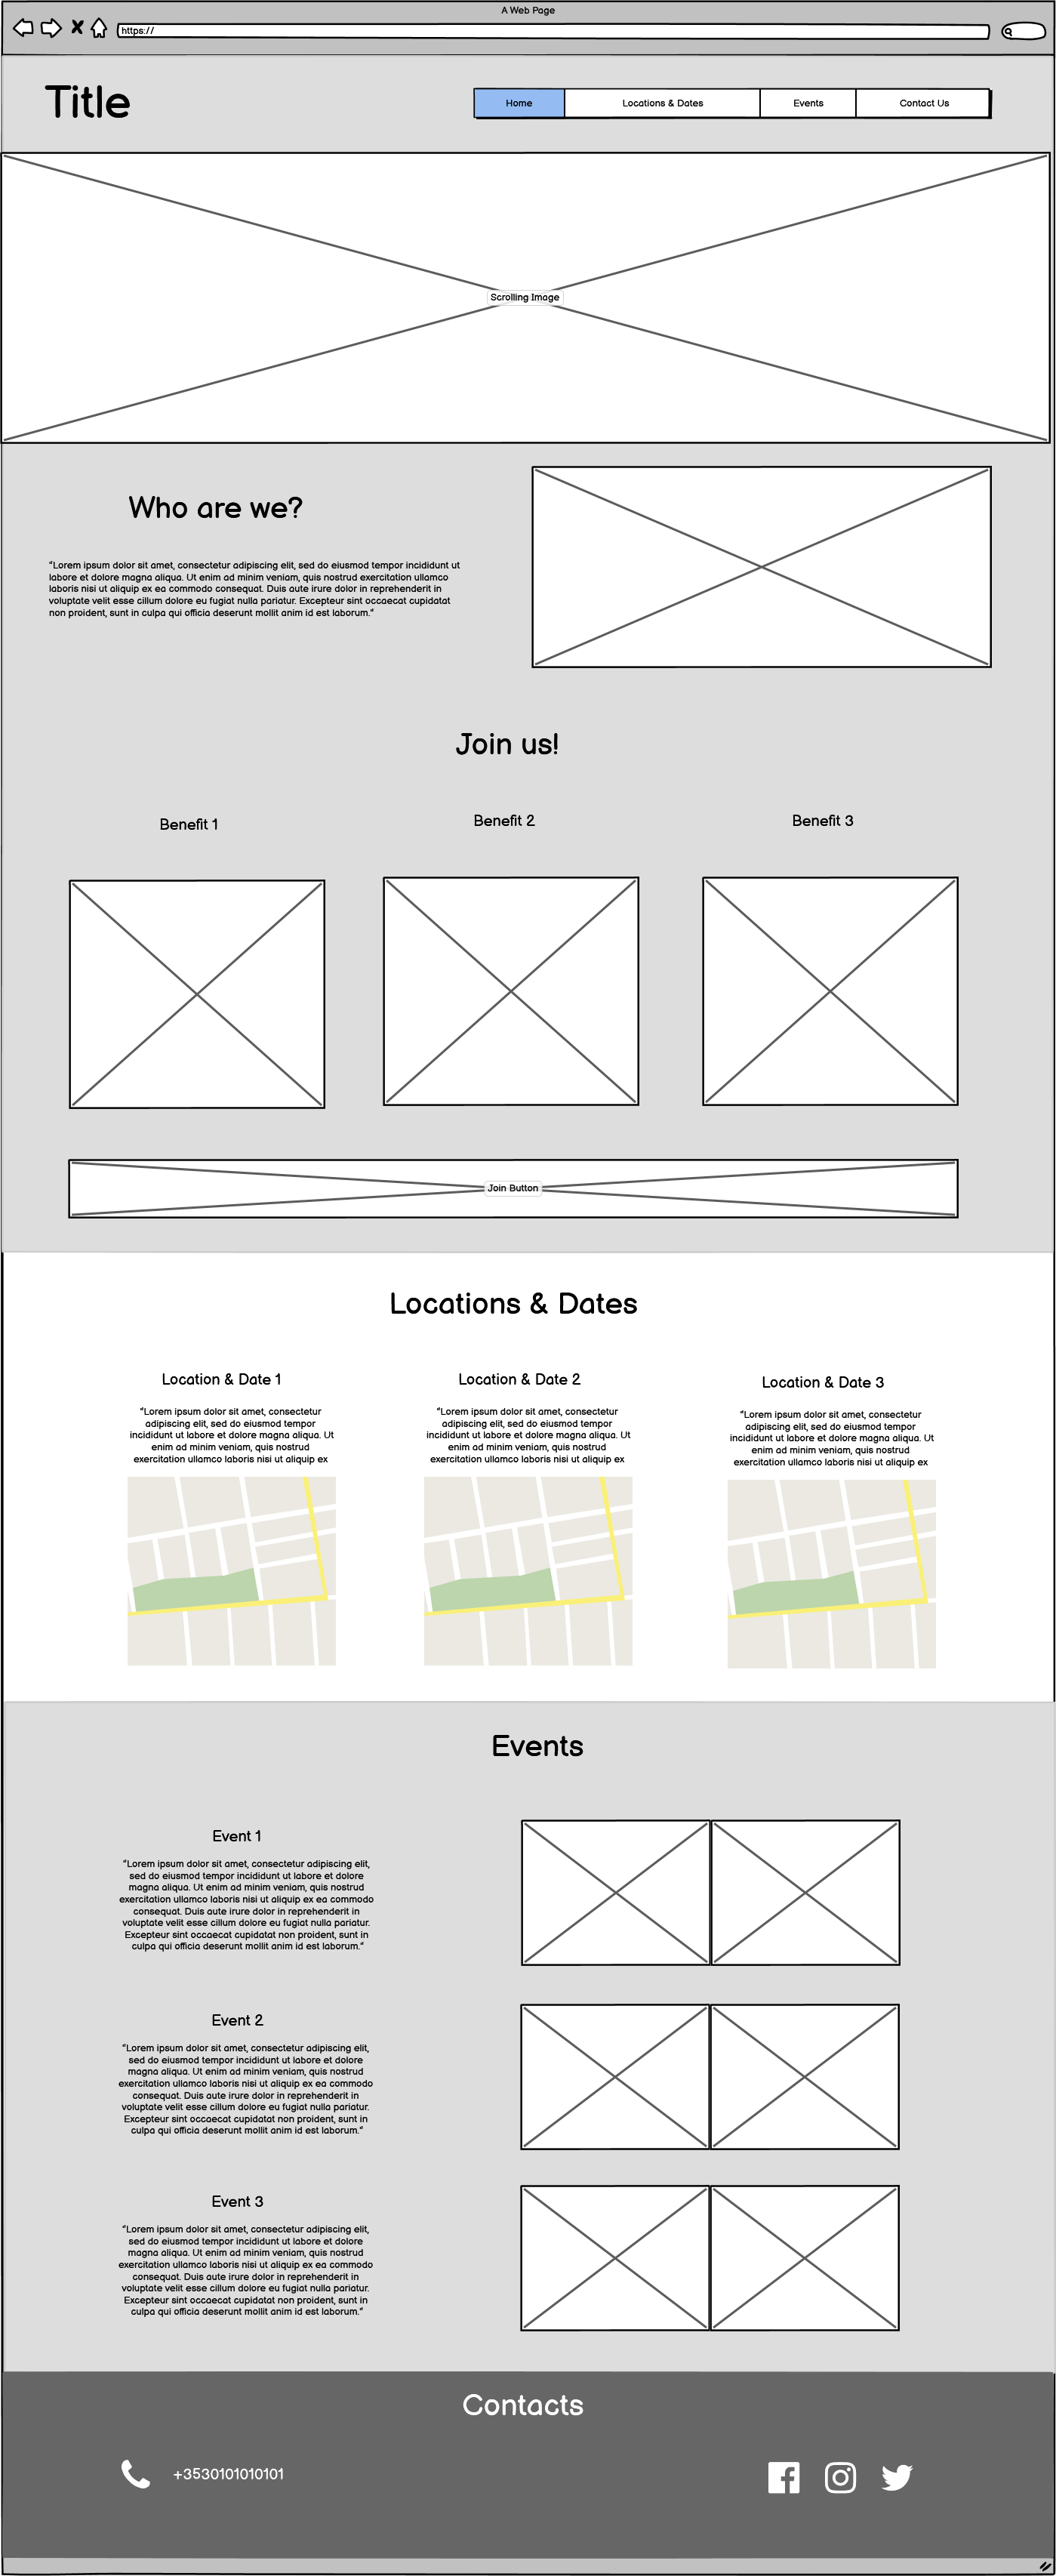 A Web Page
https://
Title
Home
Locations & Dates
Events
Contact Us
Scrolling Image
Who are we?
“Lorem ipsum dolor sit amet, consectetur adipiscing elit, sed do eiusmod tempor incididunt ut
labore et dolore magna aliqua. Ut enim ad minim veniam, quis nostrud exercitation ullamco
laboris nisi ut aliquip ex ea commodo consequat. Duis aute irure dolor in reprehenderit in
voluptate velit esse cillum dolore eu fugiat nulla pariatur. Excepteur sint occaecat cupidatat
non proident, sunt in culpa qui officia deserunt mollit anim id est laborum.”
Join us!
Benefit 1
Benefit 2
Benefit 3
Join Button
Locations & Dates
Location & Date 1
“Lorem ipsum dolor sit amet, consectetur
adipiscing elit, sed do eiusmod tempor
incididunt ut labore et dolore magna aliqua. Ut
enim ad minim veniam, quis nostrud
exercitation ullamco laboris nisi ut aliquip ex
Location & Date 2
“Lorem ipsum dolor sit amet, consectetur
adipiscing elit, sed do eiusmod tempor
incididunt ut labore et dolore magna aliqua. Ut
enim ad minim veniam, quis nostrud
exercitation ullamco laboris nisi ut aliquip ex
Location & Date 3
“Lorem ipsum dolor sit amet, consectetur
adipiscing elit, sed do eiusmod tempor
incididunt ut labore et dolore magna aliqua. Ut
enim ad minim veniam, quis nostrud
exercitation ullamco laboris nisi ut aliquip ex
Events
Event 1
“Lorem ipsum dolor sit amet, consectetur adipiscing elit,
sed do eiusmod tempor incididunt ut labore et dolore
magna aliqua. Ut enim ad minim veniam, quis nostrud
exercitation ullamco laboris nisi ut aliquip ex ea commodo
consequat. Duis aute irure dolor in reprehenderit in
voluptate velit esse cillum dolore eu fugiat nulla pariatur.
Excepteur sint occaecat cupidatat non proident, sunt in
culpa qui officia deserunt mollit anim id est laborum.”
Event 2
“Lorem ipsum dolor sit amet, consectetur adipiscing elit,
sed do eiusmod tempor incididunt ut labore et dolore
magna aliqua. Ut enim ad minim veniam, quis nostrud
exercitation ullamco laboris nisi ut aliquip ex ea commodo
consequat. Duis aute irure dolor in reprehenderit in
voluptate velit esse cillum dolore eu fugiat nulla pariatur.
Excepteur sint occaecat cupidatat non proident, sunt in
culpa qui officia deserunt mollit anim id est laborum.”
Event 3
“Lorem ipsum dolor sit amet, consectetur adipiscing elit,
sed do eiusmod tempor incididunt ut labore et dolore
magna aliqua. Ut enim ad minim veniam, quis nostrud
exercitation ullamco laboris nisi ut aliquip ex ea commodo
consequat. Duis aute irure dolor in reprehenderit in
voluptate velit esse cillum dolore eu fugiat nulla pariatur.
Excepteur sint occaecat cupidatat non proident, sunt in
culpa qui officia deserunt mollit anim id est laborum.”
Contacts
+3530101010101